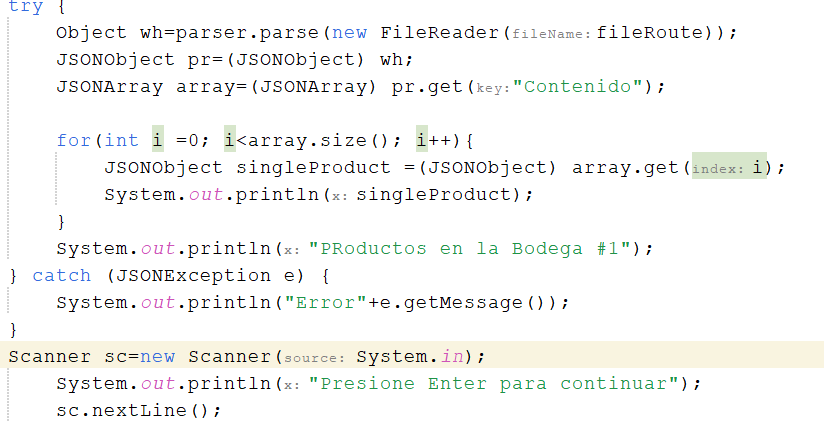 try {
Object wh=parser.parse(new FileReader(fileName: fileRoute));
JSONObject pr=(JSONObject) wh;
JSONArray array=(JSONArray) pr.get(key:"Contenido");
for(int i =0; i<array.size(); i++){
JSONObject singleProduct =(JSONObject) array.get(index: i);
System.out.println(x: singleProduct);
}
System.out.println(x: "PRoductos en la Bodega #1");
} catch (JSONException e) {
System.out.println("Error"+e.getMessage());
}
Scanner sc=new Scanner(source: System.in);
System.out.println(x: "Presione Enter para continuar");
sc.nextLine();